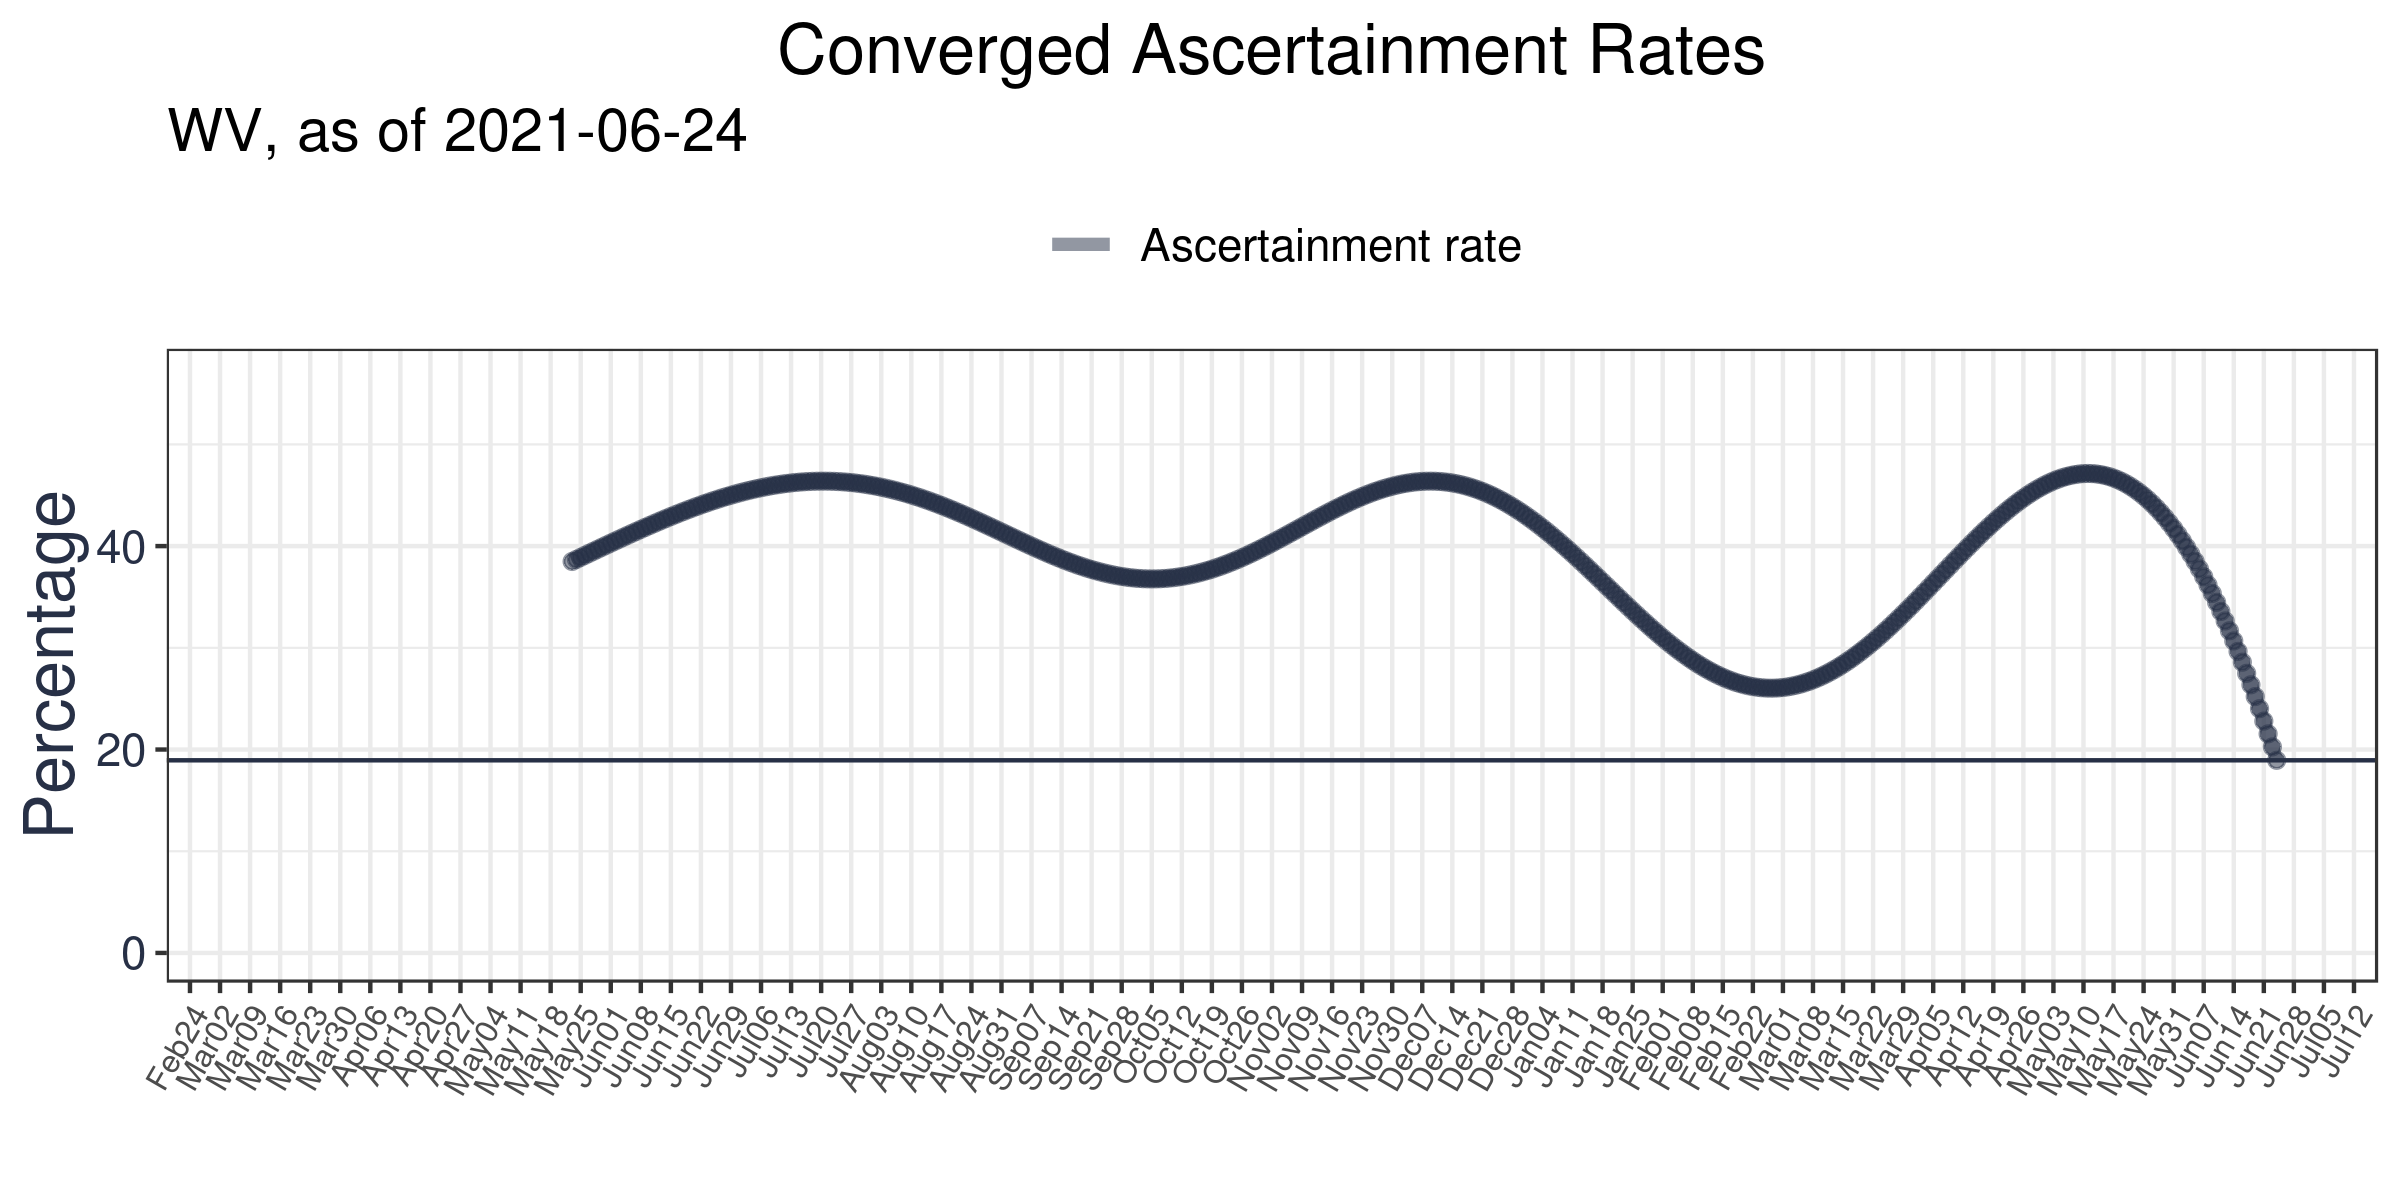 Converged Ascertainment Rates
WV, as of 2021-06-24
Ascertainment rate
Percentage
40
20
0
Feb24
Mar02
Mar09
Mar16
Mar23
Mar30
Apr06
Apr13
Apr20
Apr27
May04
May11
May18
May25
Jun01
Jun08
Jun15
Jun22
Jun29
Jul06
Jul13
Jul20
Jul27
Aug03
Aug10
Aug17
Aug24
Aug31
Sep07
Sep14
Sep21
Sep28
Oct05
Oct12
Oct19
Oct26
Nov02
Nov09
Nov16
Nov23
Nov30
Dec07
Dec14
Dec21
Dec28
Jan04
Jan11
Jan18
Jan25
Feb01
Feb08
Feb15
Feb22
Mar01
Mar08
Mar15
Mar22
Mar29
Apr05
Apr12
Apr19
Apr26
May03
May10
May17
May24
May31
Jun07
Jun14
Jun21
Jun28
Jul05
Jul12